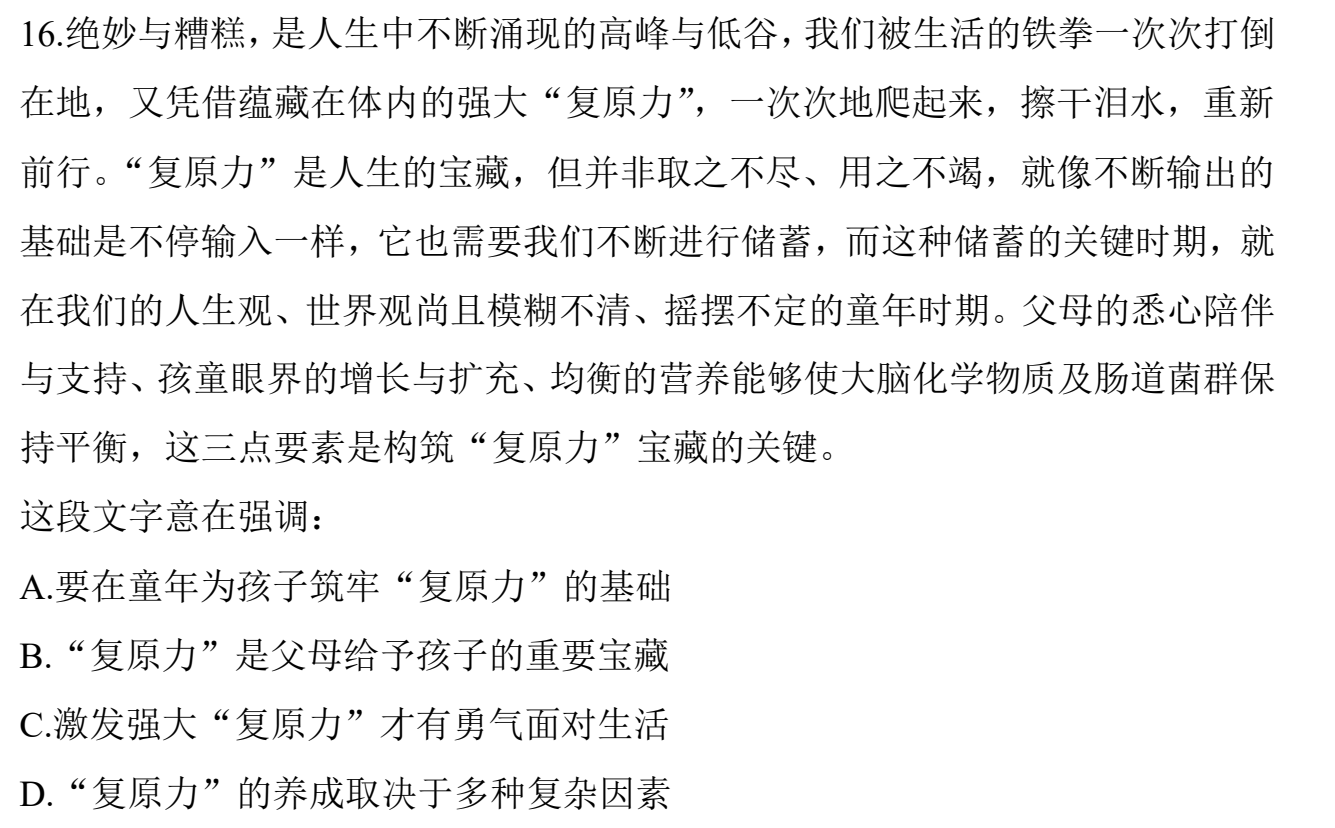 16.绝妙与糟糕，是人生中不断涌现的高峰与低谷，我们被生活的铁拳一次次打倒
在地，又凭借蕴藏在体内的强大“复原力”，一次次地爬起来，擦干泪水，重新
前行。“复原力”是人生的宝藏，但并非取之不尽、用之不竭，就像不断输出的
基础是不停输入一样，它也需要我们不断进行储蓄，而这种储蓄的关键时期，就
在我们的人生观、世界观尚且模糊不清、摇摆不定的童年时期。父母的悉心陪伴
与支持、孩童眼界的增长与扩充、均衡的营养能够使大脑化学物质及肠道菌群保
持平衡，这三点要素是构筑“复原力”宝藏的关键。
这段文字意在强调：
A.要在童年为孩子筑牢“复原力”的基础
B.“复原力”是父母给予孩子的重要宝藏
C.激发强大“复原力”才有勇气面对生活
D.“复原力”的养成取决于多种复杂因素